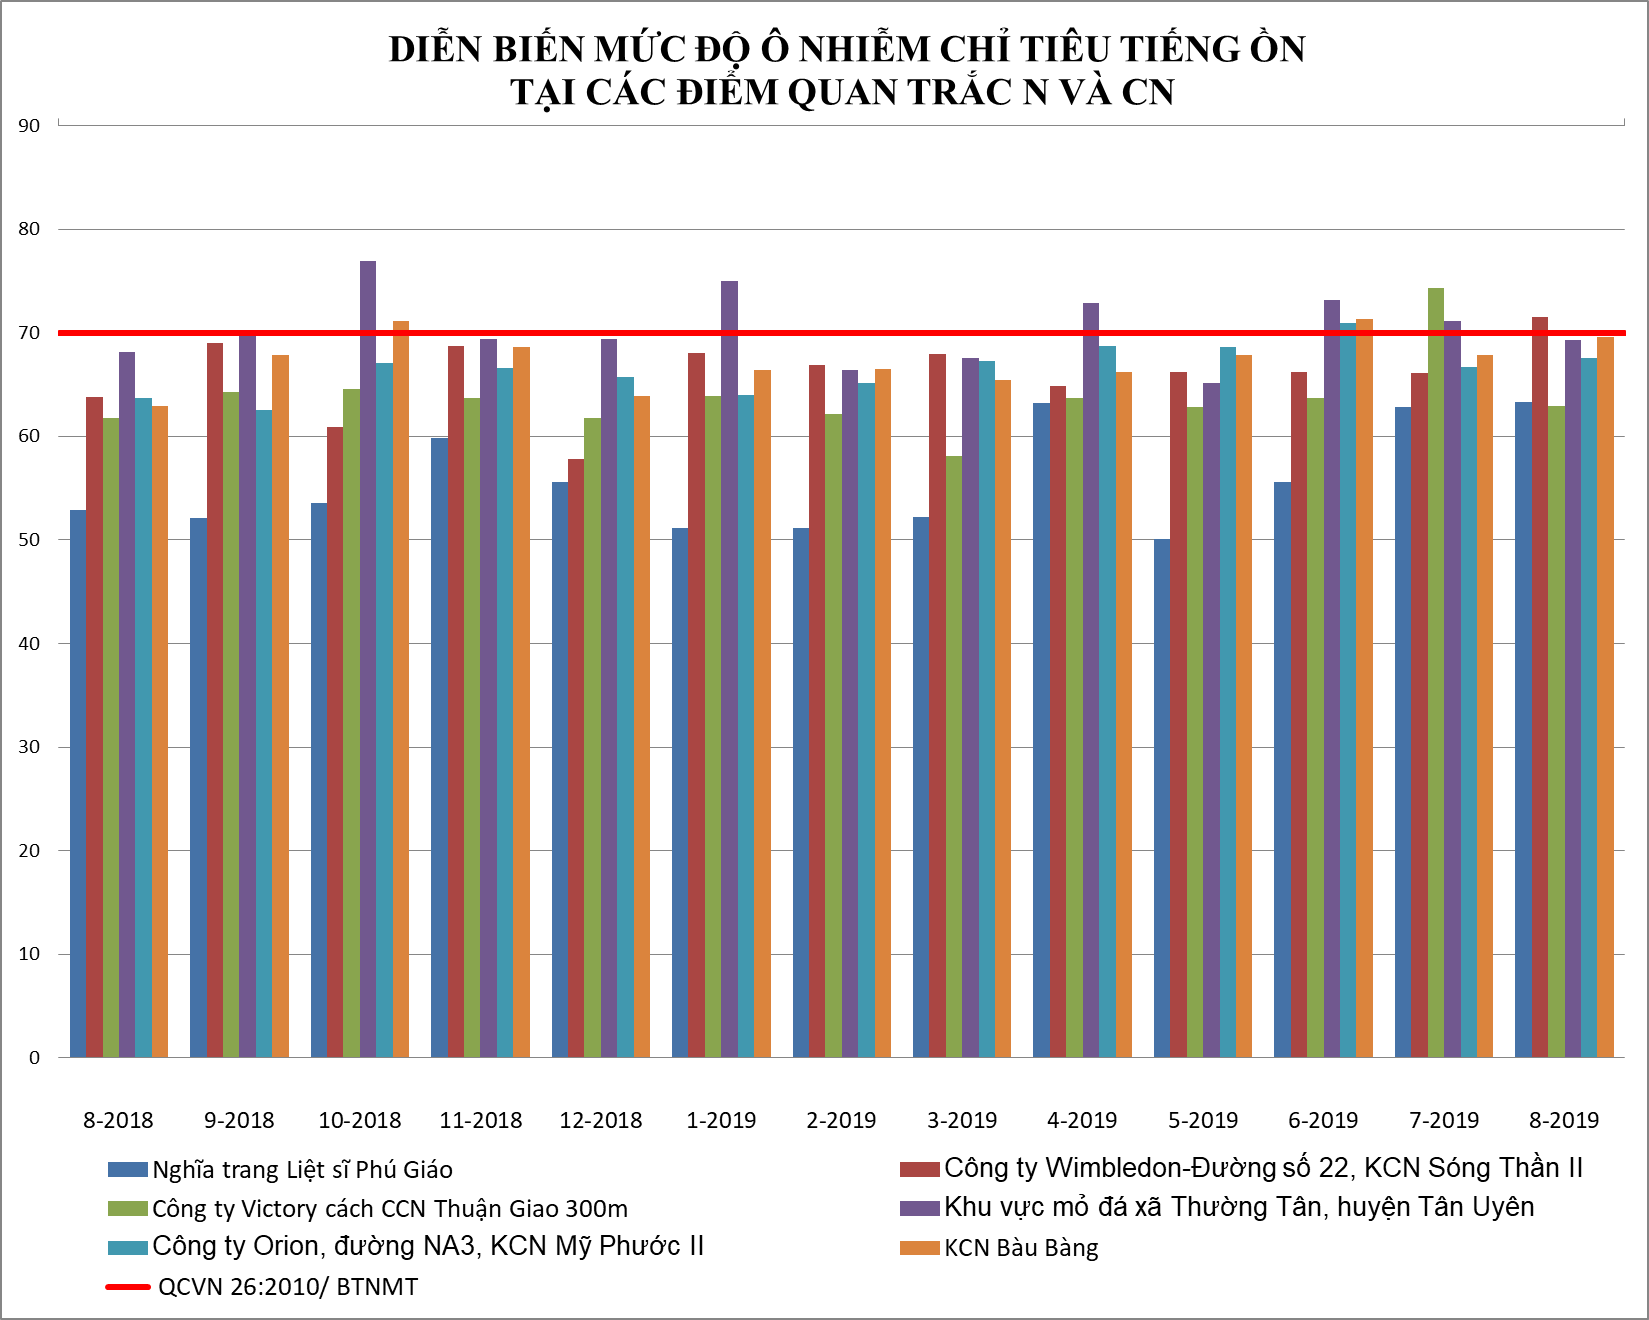 DIỄN BIẾN MỨC ĐỘ Ô NHIỄM CHỈ TIÊU TIẾNG ỒN
TẠI CÁC ĐIỂM QUAN TRẮC N VÀ CN
90
80
70
60
50
40
30
20
10
0
8-2018 9-2018 10-2018 11-2018 12-2018 1-2019 2-2019 3-2019 4-2019 5-2019 6-2019 7-2019 8-2019
Nghĩa trang Liệt sĩ Phú Giáo
Công ty Wimbledon-Đường số 22, KCN Sóng Thần II
Công ty Victory cách CCN Thuận Giao 300m
Khu vực mỏ đá xã Thường Tân, huyện Tân Uyên
Công ty Orion, đường NA3, KCN Mỹ Phước II
KCN Bàu Bàng
QCVN 26:2010/ BTNMT